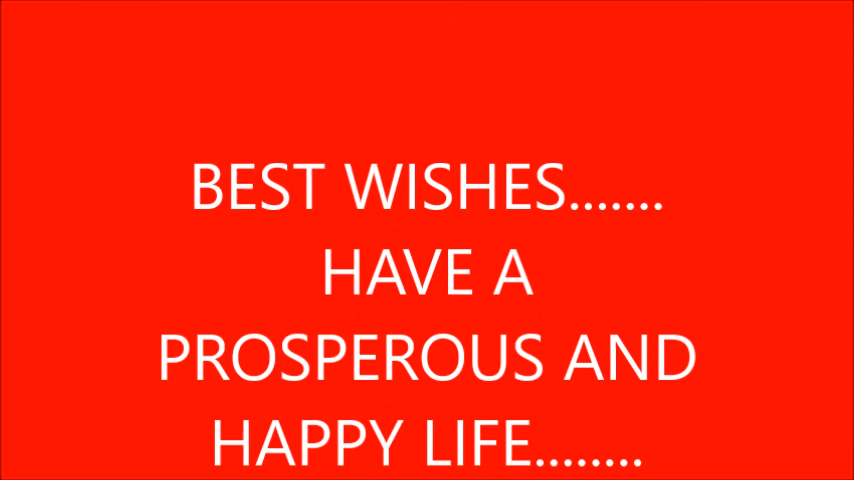 BEST WISHES.......
HAVE A
PROSPEROUS AND
HAPPY LIFE........